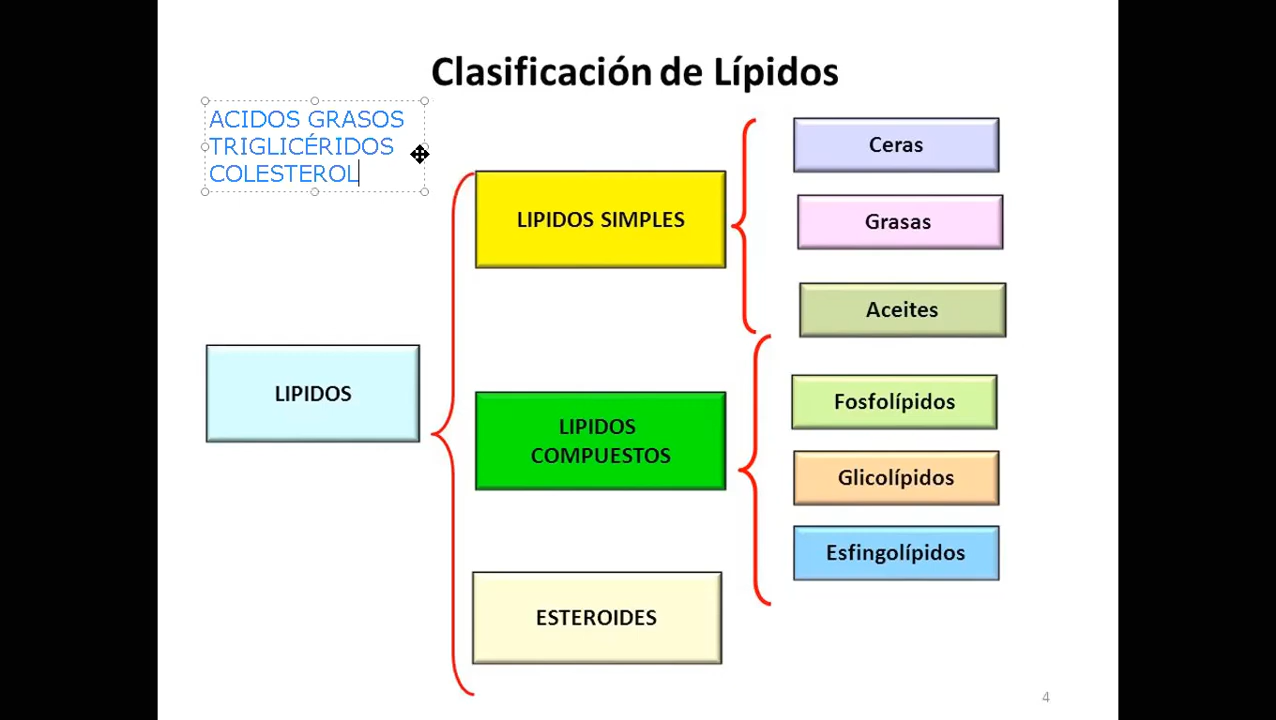 Clasificación de Lípidos
ACIDOS GRASOS
TRIGLICÉRIDOS
COLESTEROL
LIPIDOS
LIPIDOS SIMPLES
Ceras
Grasas
Aceites
LIPIDOS
COMPUESTOS
Fosfolípidos
Glicolípidos
Esfingolípidos
ESTEROIDES
4